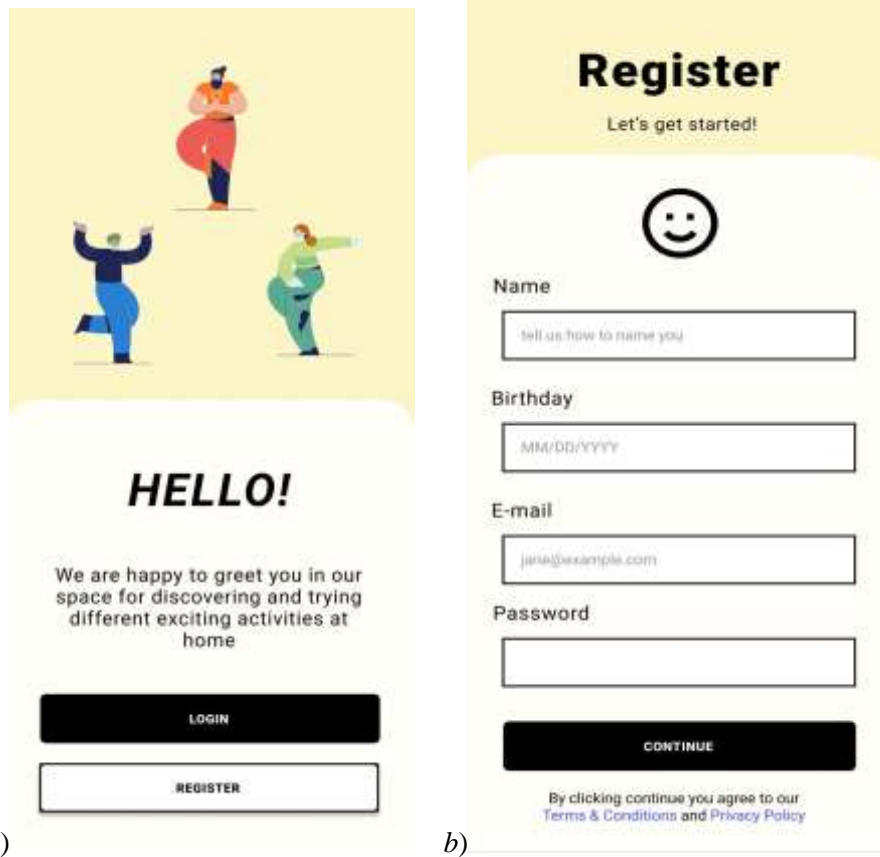 HELLO!
We are happy to greet you in our
space for discovering and trying
different exciting activities at
home
LOGIN
REGISTER
)
Register
Let's get started!
Name
tell us how to name you
Birthday
MM/DD/YYYY
E-mail
jane@example.com
Password
CONTINUE
By clicking continue you agree to our
Terms & Conditions and Privacy Policy
b)